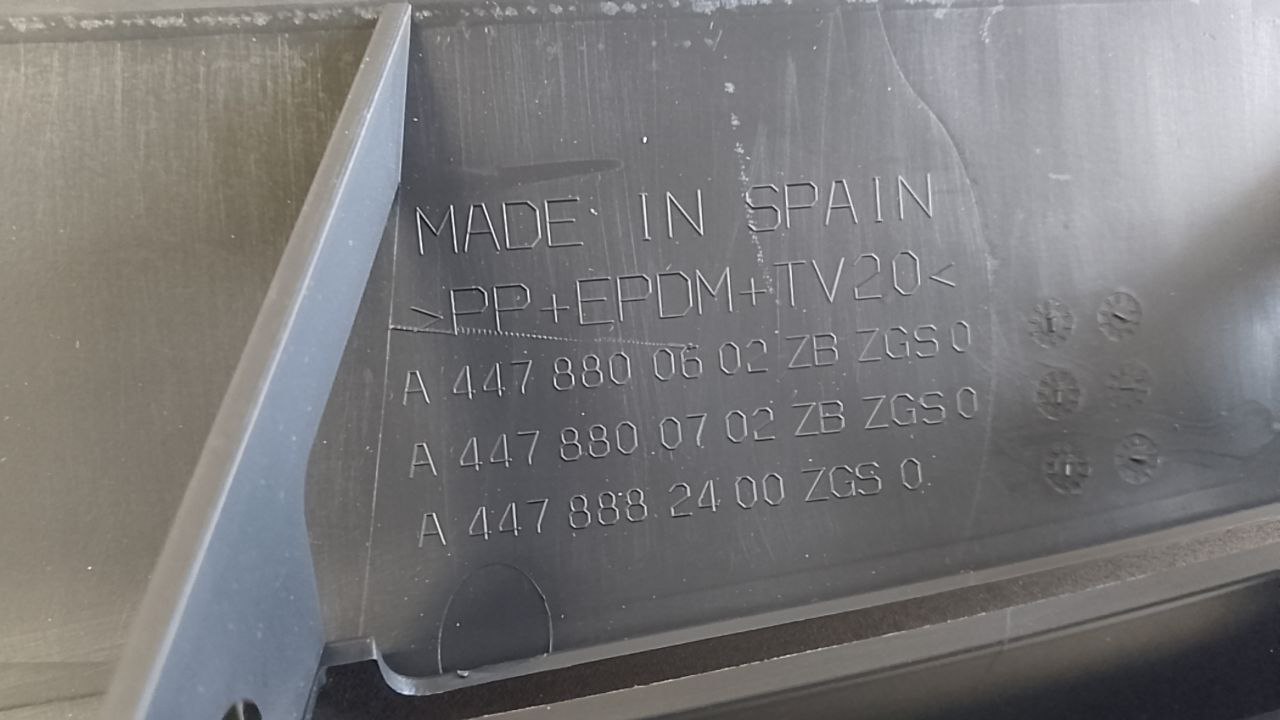 MADE IN SPAIN
>PP+EPDM+TV20<
A 447 880 06 02 ZB ZGS 0
A 447 880 07 02 ZB ZGS 0
A 447 888 24 00 ZGS 0